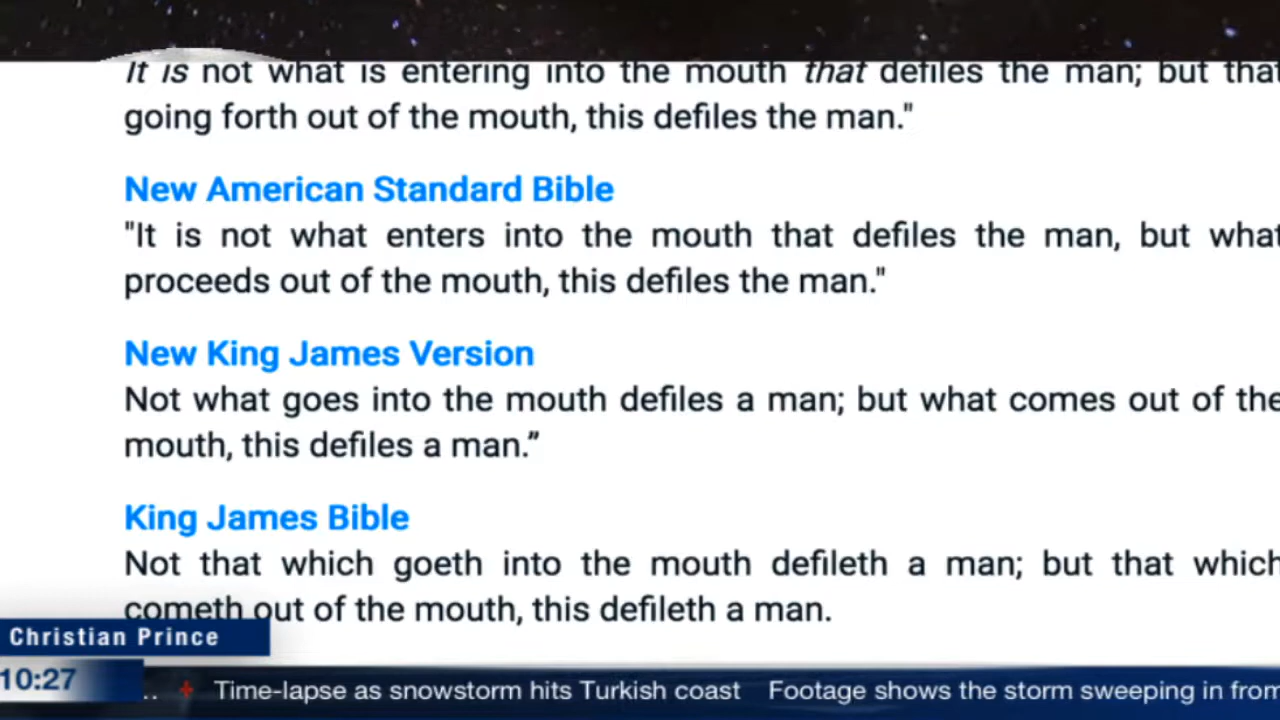 It is not what is entering into the mouth that defiles the man; but that
going forth out of the mouth, this defiles the man."
New American Standard Bible
"It is not what enters into the mouth that defiles the man, but what
proceeds out of the mouth, this defiles the man."
New King James Version
Not what goes into the mouth defiles a man; but what comes out of the
mouth, this defiles a man.”
King James Bible
Not that which goeth into the mouth defileth a man; but that which
cometh out of the mouth, this defileth a man.
Christian Prince
10:27
.. Time-lapse as snowstorm hits Turkish coast Footage shows the storm sweeping in from